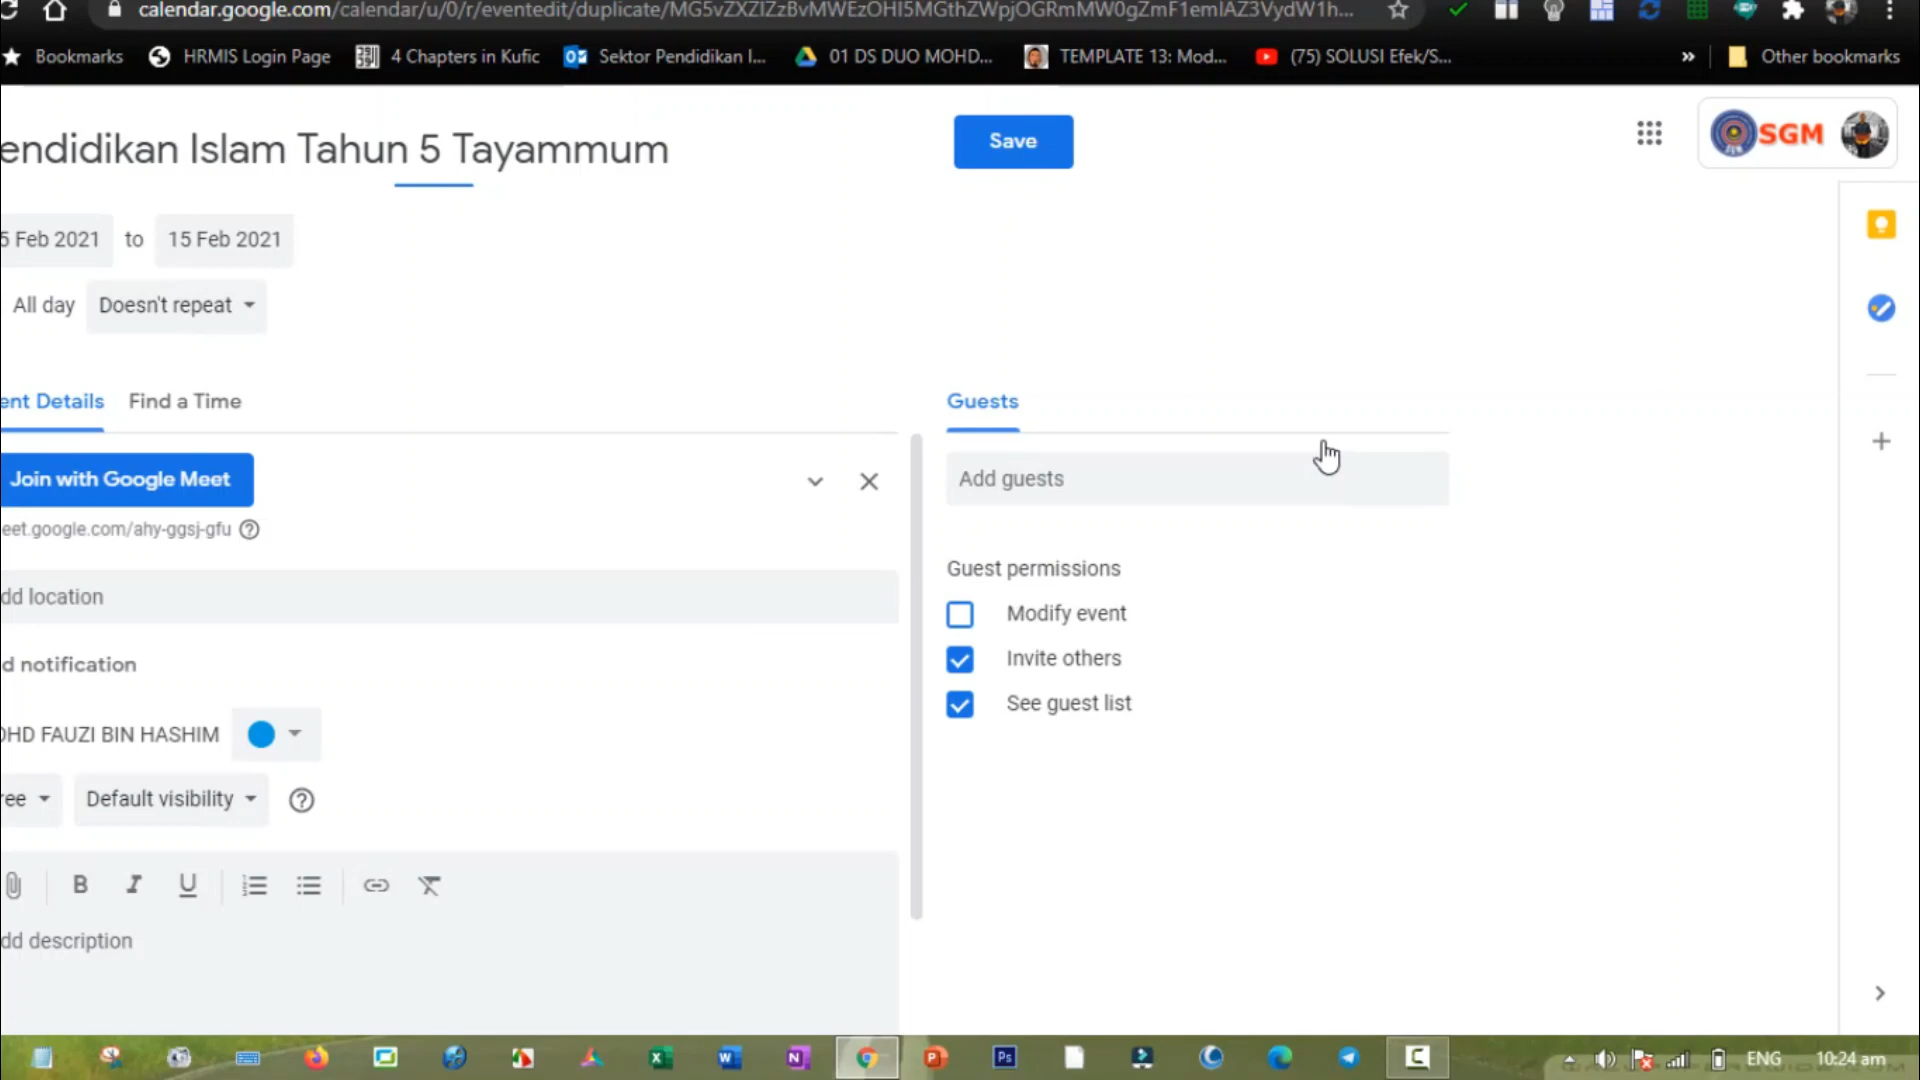 calendar.google.com/calendar/u/0/r/eventedit/duplicate/MG5vZXZIZzBvMWEzOHI5MGthZWpjOGRmMW0gZmF1emlAZ3VydW1h...
Bookmarks HRMIS Login Page 4 Chapters in Kufic Sektor Pendidikan I... 01 DS DUO MOHD... TEMPLATE 13: Mod... (75) SOLUSI Efek/S... » Other bookmarks
endidikan Islam Tahun 5 Tayammum
Save
SGM
5 Feb 2021 to 15 Feb 2021
All day Doesn't repeat
ent Details Find a Time
Guests
Join with Google Meet
Add guests
eet.google.com/ahy-ggsj-gfu
Guest permissions
dd location
Modify event
Invite others
d notification
See guest list
OHD FAUZI BIN HASHIM
ree Default visibility
B I U
dd description
ENG 10:24 am